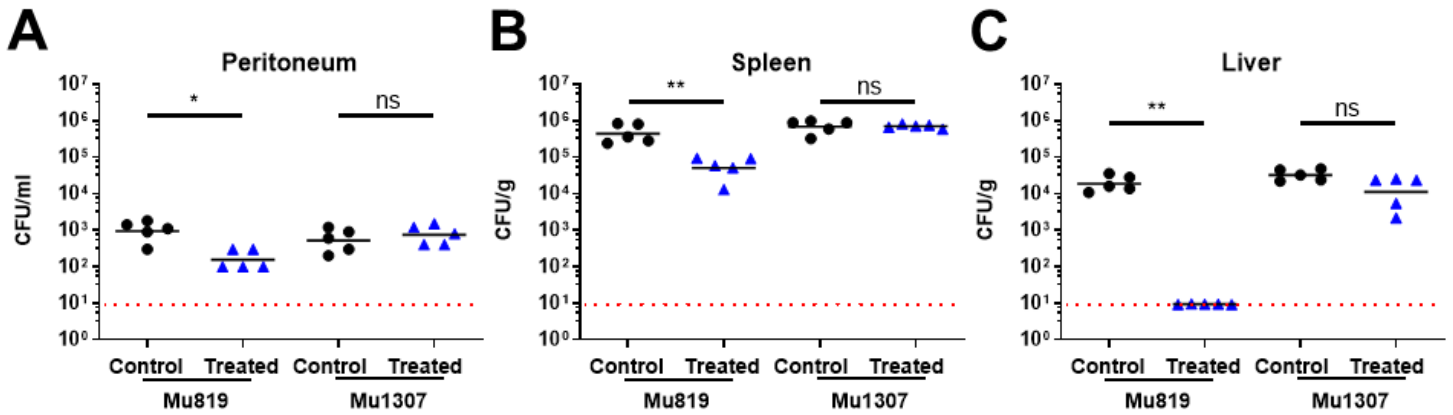 A
Peritoneum
CFU/ml
10⁷
10⁶
10⁵
10⁴
10³
10²
10¹
10⁰
*
ns
Control Treated Control Treated
Mu819 Mu1307
B
Spleen
CFU/g
10⁷
10⁶
10⁵
10⁴
10³
10²
10¹
10⁰
**
ns
Control Treated Control Treated
Mu819 Mu1307
C
Liver
CFU/g
10⁷
10⁶
10⁵
10⁴
10³
10²
10¹
10⁰
**
ns
Control Treated Control Treated
Mu819 Mu1307